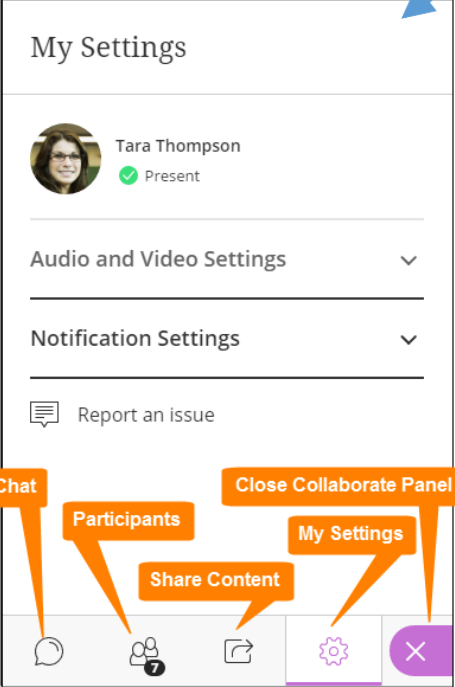 My Settings
Tara Thompson
Present
Audio and Video Settings
Notification Settings
Report an issue
Chat
Close Collaborate Panel
Participants
My Settings
Share Content
7